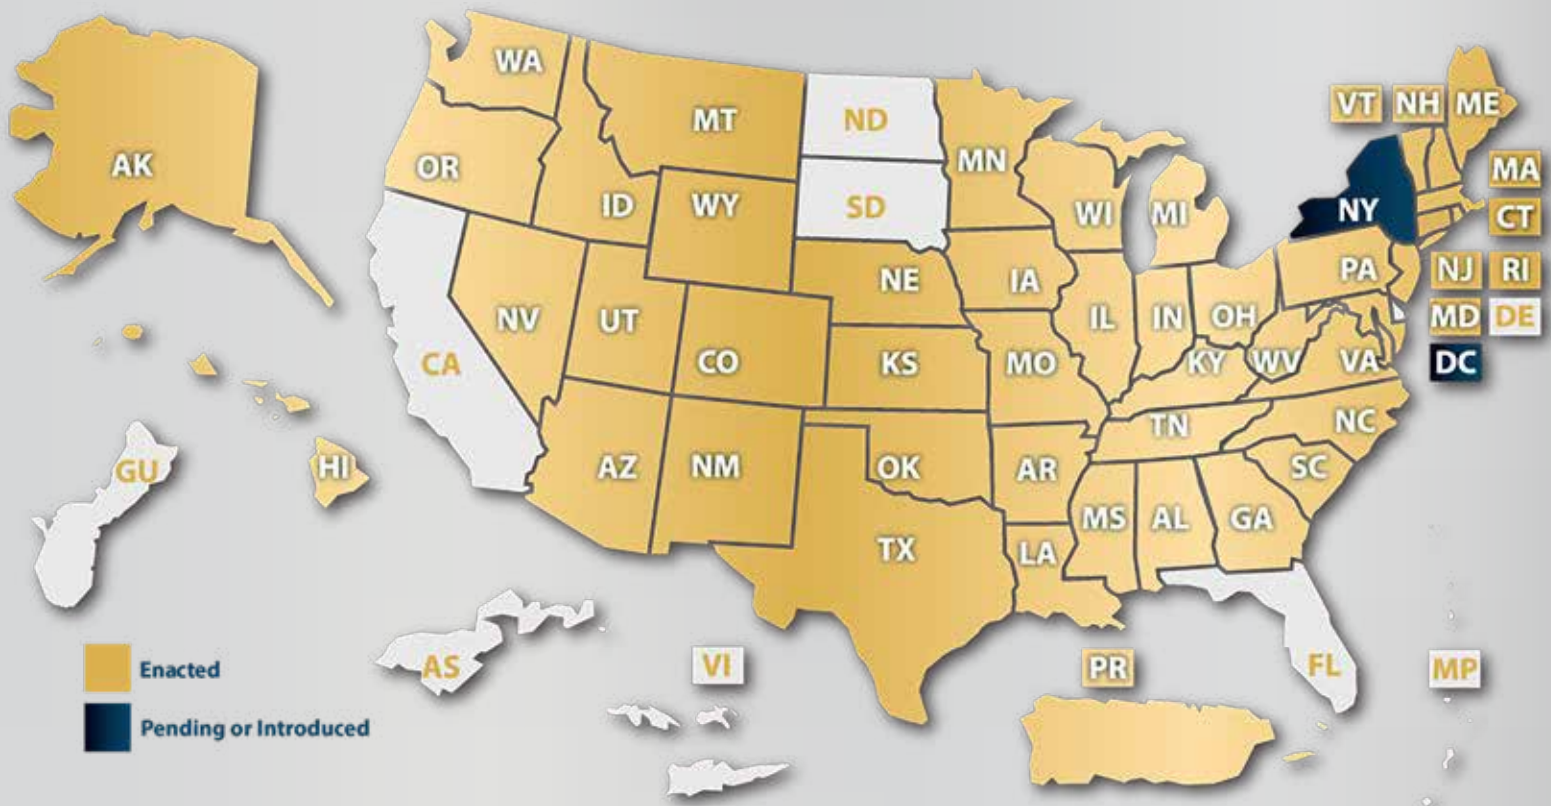 WA
MT
ND
VT NH ME
AK
OR
MN
MA
ID
WY
SD
WI
MI
NY
CT
NE
IA
PA
NJ
RI
NV
UT
IL
IN
OH
MD
DE
CA
CO
KS
MO
KY
WV
VA
DC
TN
NC
GU
HI
AZ
NM
OK
AR
SC
MS
AL
GA
TX
LA
Enacted
AS
VI
PR
FL
MP
Pending or Introduced